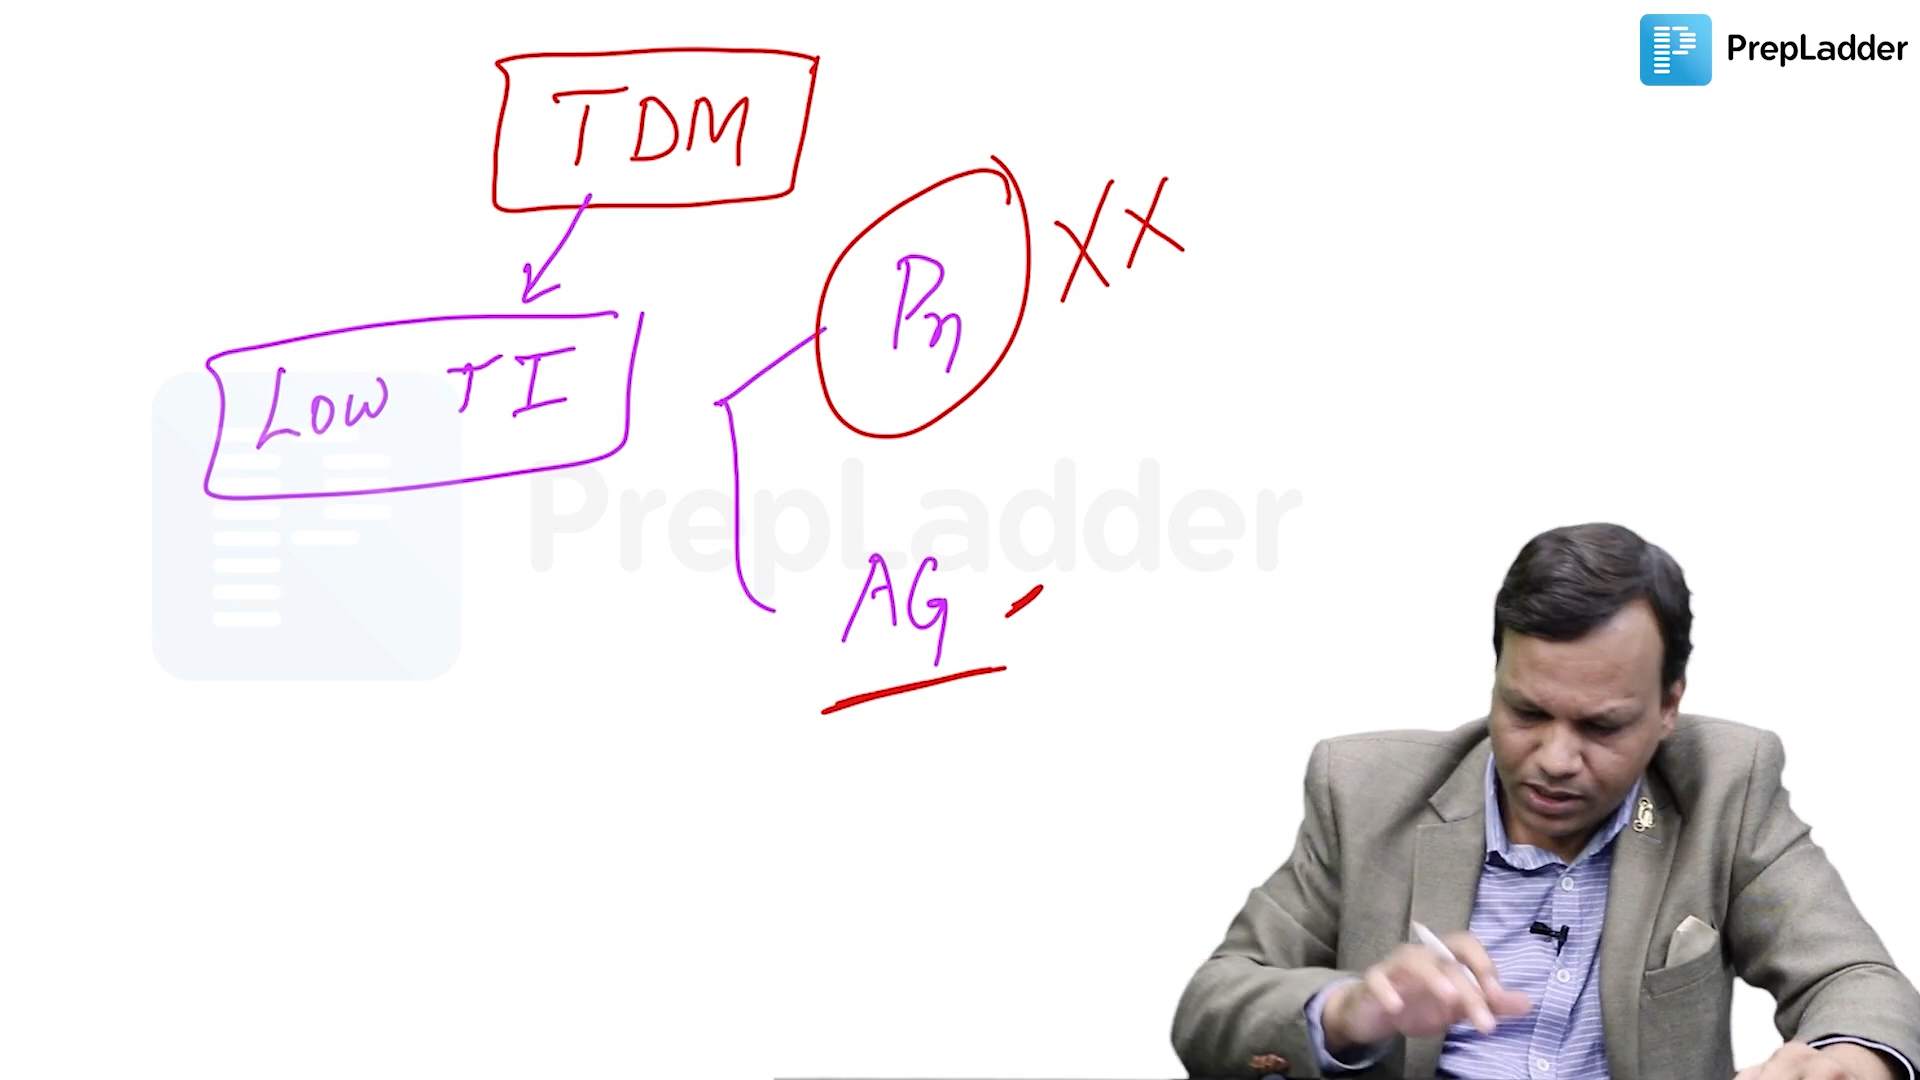 PrepLadder
TDM
XX
Pn
LOW TI
PrepLadder
AG